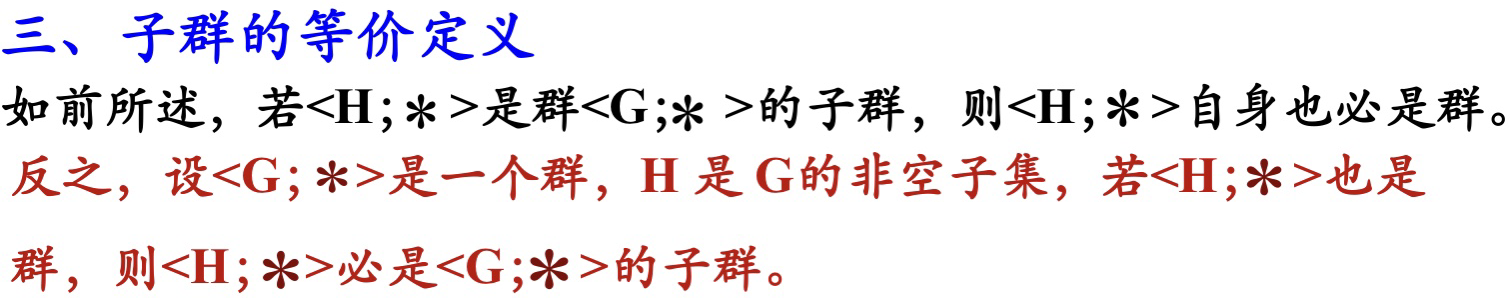 三、子群的等价定义
如前所述，若<H;＊>是群<G;＊ >的子群，则<H;＊>自身也必是群。
反之，设<G;＊>是一个群，H 是 G的非空子集，若<H;＊>也是
群，则<H;＊>必是<G;＊>的子群。